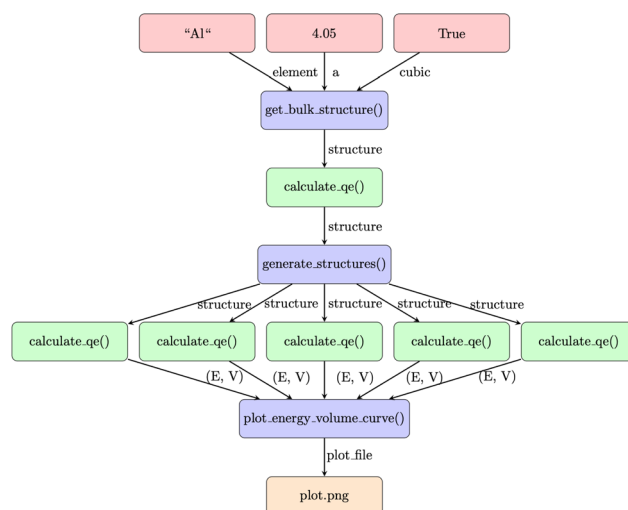 “Al“ 4.05 True
element a cubic
get_bulk_structure()
structure
calculate_qe()
structure
generate_structures()
structure structure structure structure structure
calculate_qe() calculate_qe() calculate_qe() calculate_qe() calculate_qe()
(E, V) (E, V) (E, V) (E, V) (E, V)
plot_energy_volume_curve()
plot_file
plot.png